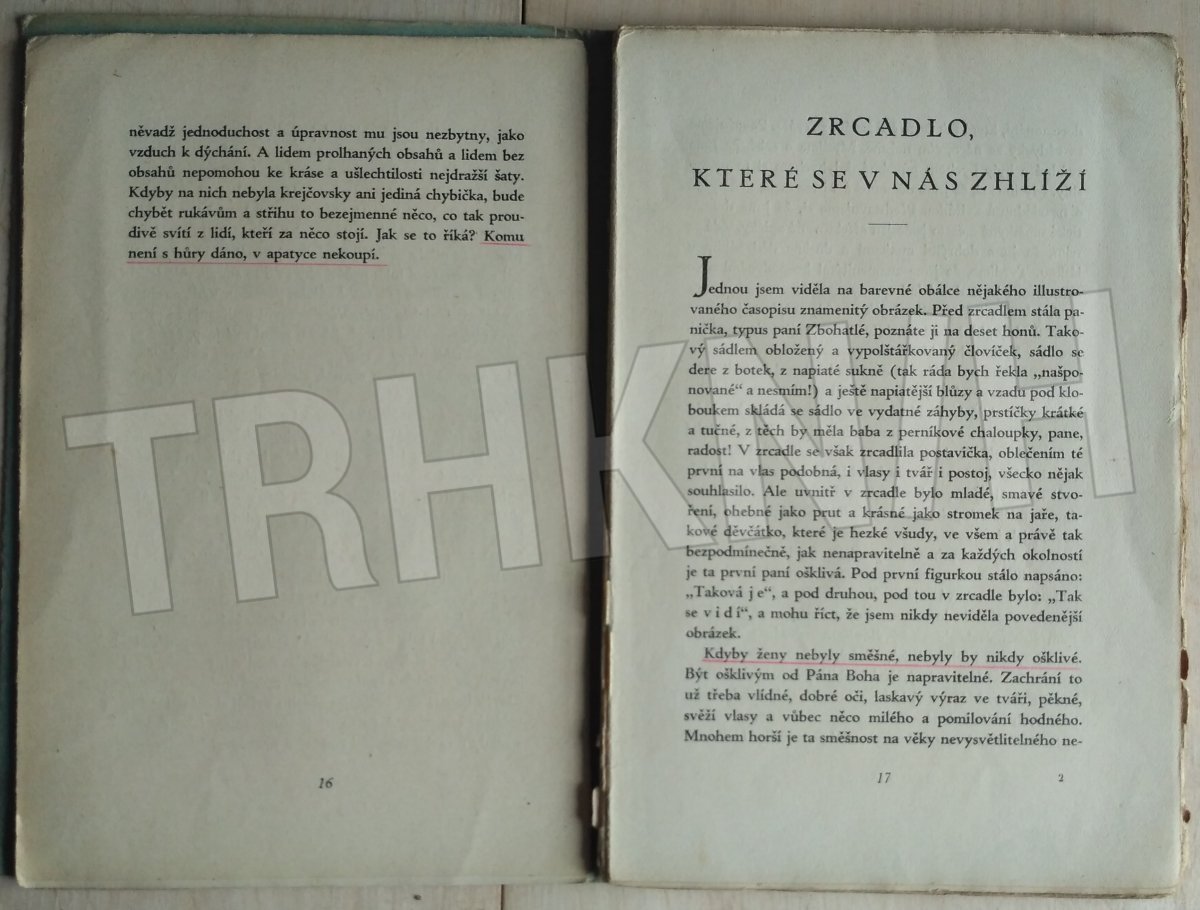 něvadž jednoduchost a úpravnost mu jsou nezbytny, jako
vzduch k dýchání. A lidem prolhaných obsahů a lidem bez
obsahů nepomohou ke kráse a ušlechtilosti nejdražší šaty.
Kdyby na nich nebyla krejčovsky ani jediná chybička, bude
chybět rukávům a střihu to bezejmenné něco, co tak prou-
divě svítí z lidí, kteří za něco stojí. Jak se to říká? Komu
není s hůry dáno, v apatyce nekoupí.
16
ZRCADLO,
KTERÉ SE V NÁS ZHLÍŽÍ
Jednou jsem viděla na barevné obálce nějakého illustro-
vaného časopisu znamenitý obrázek. Před zrcadlem stála pa-
nička, typus paní Zbohatlé, poznáte ji na deset honů. Tako-
vý sádlem obložený a vypolštářkovaný človíček, sádlo se
dere z botek, z napiaté sukně (tak ráda bych řekla „našpo-
nované“ a nesmím!) a ještě napiatější blůzy a vzadu pod klo-
boukem skládá se sádlo ve vydatné záhyby, prstíčky krátké
a tučné, z těch by měla baba z perníkové chaloupky, pane,
radost! V zrcadle se však zrcadlila postavička, oblečením té
první na vlas podobná, i vlasy i tvář i postoj, všecko nějak
souhlasilo. Ale uvnitř v zrcadle bylo mladé, smavé stvo-
ření, ohebné jako prut a krásné jako stromek na jaře, ta-
kové děvčátko, které je hezké všudy, ve všem a právě tak
bezpodmínečně, jak nenapravitelně a za každých okolností
je ta první paní ošklivá. Pod první figurkou stálo napsáno:
„Taková j e“, a pod druhou, pod tou v zrcadle bylo: „Tak
se v i d í“, a mohu říct, že jsem nikdy neviděla povedenější
obrázek.
Kdyby ženy nebyly směšné, nebyly by nikdy ošklivé.
Být ošklivým od Pána Boha je napravitelné. Zachrání to
už třeba vlídné, dobré oči, laskavý výraz ve tváři, pěkné,
svěží vlasy a vůbec něco milého a pomilování hodného.
Mnohem horší je ta směšnost na věky nevysvětlitelného ne-
17
2
TRHKNIH